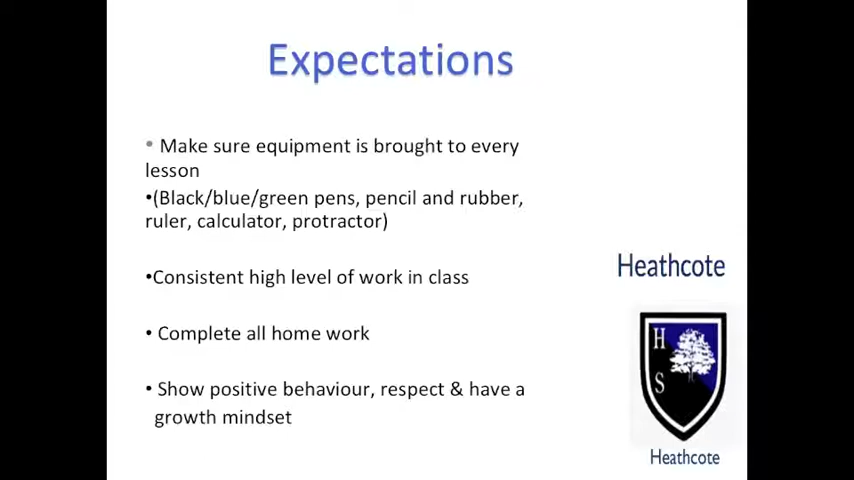 Expectations
• Make sure equipment is brought to every
lesson
•(Black/blue/green pens, pencil and rubber,
ruler, calculator, protractor)
•Consistent high level of work in class
• Complete all home work
• Show positive behaviour, respect & have a
growth mindset
Heathcote
H
S
Heathcote